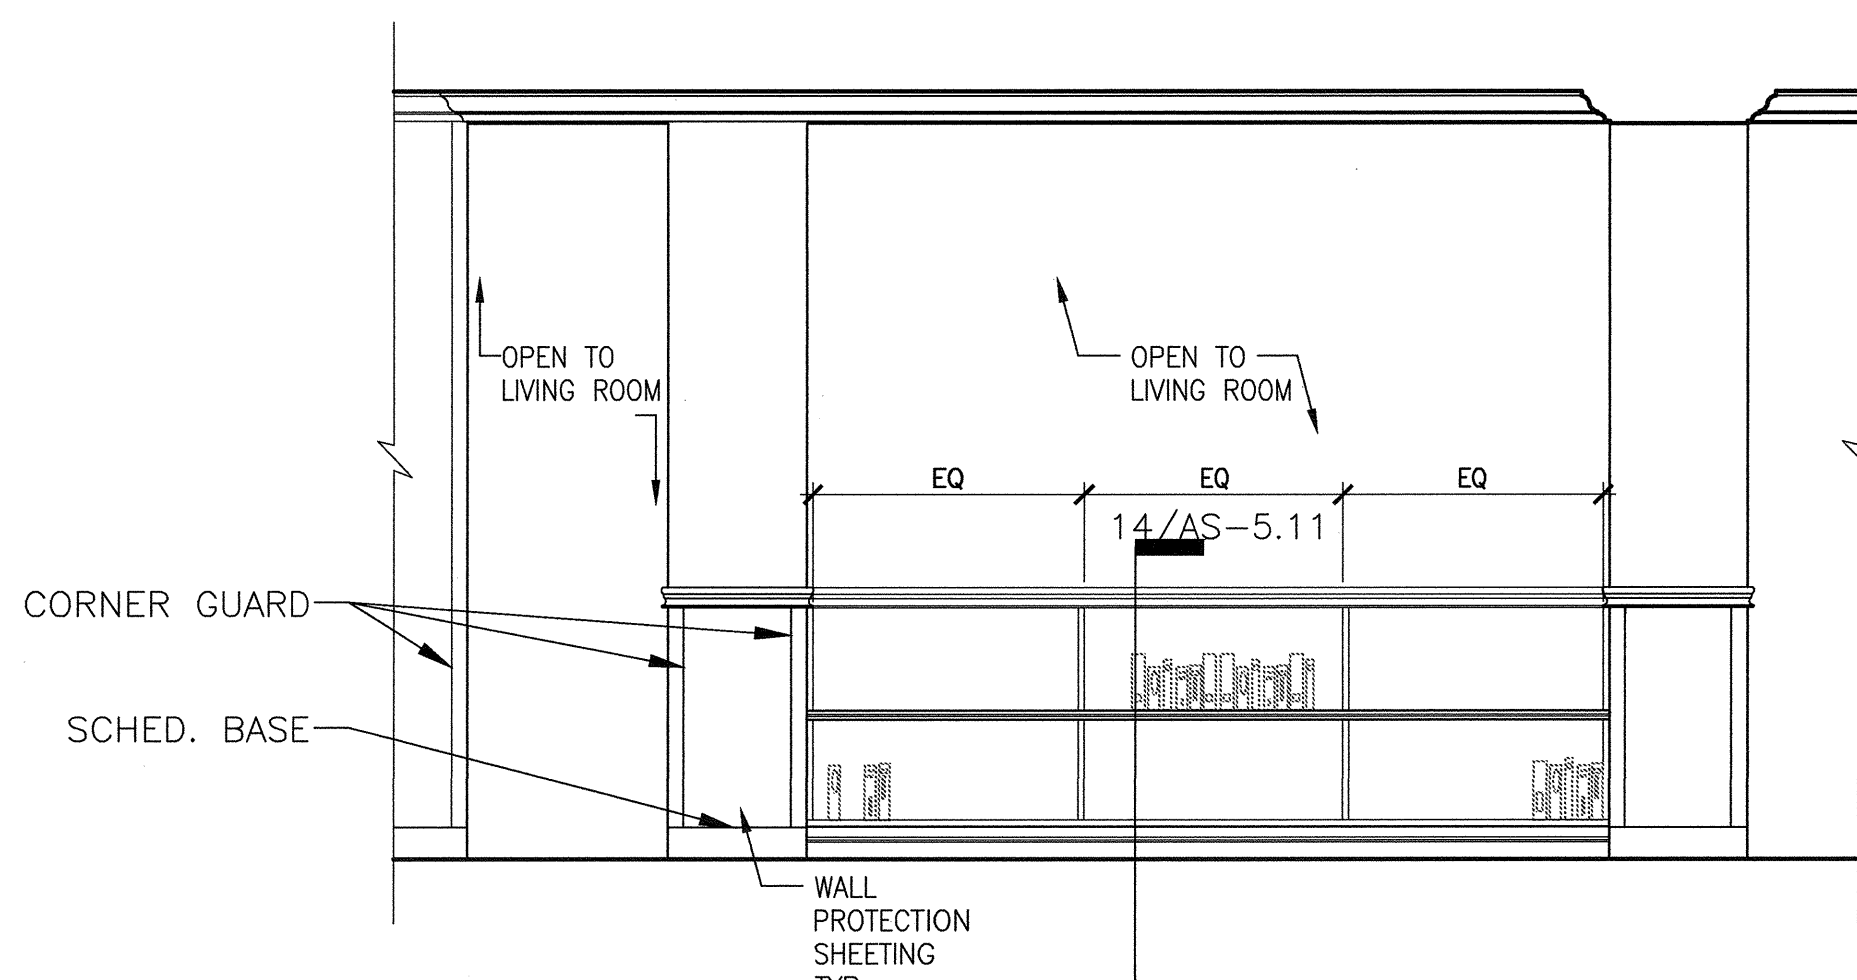 OPEN TO
LIVING ROOM
OPEN TO
LIVING ROOM
EQ
EQ
EQ
14/AS-5.11
CORNER GUARD
SCHED. BASE
WALL
PROTECTION
SHEETING